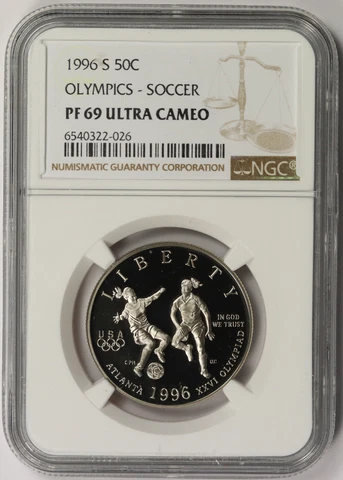 1996 S 50C
OLYMPICS - SOCCER
PF 69 ULTRA CAMEO
6540322-026
NUMISMATIC GUARANTY CORPORATION
NGC®
LIBERTY
IN GOD
WE TRUST
USA
ATLANTA 1996 XXVI OLYMPIAD